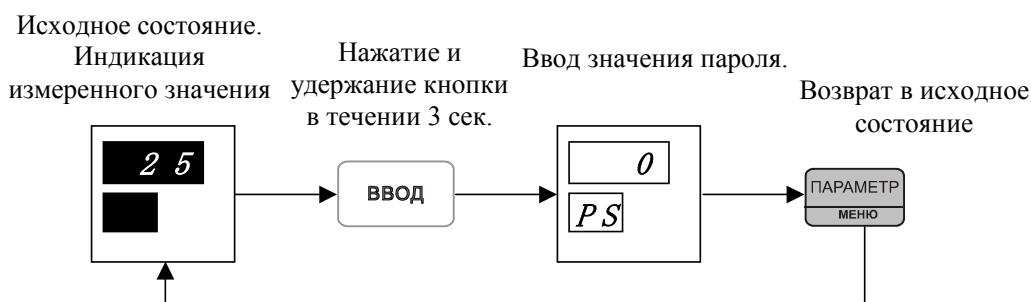 Исходное состояние.
Индикация
измеренного значения
Нажатие и
удержание кнопки
в течении 3 сек.
Ввод значения пароля.
Возврат в исходное
состояние
2 5
ВВОД
0
PS
ПАРАМЕТР
МЕНЮ